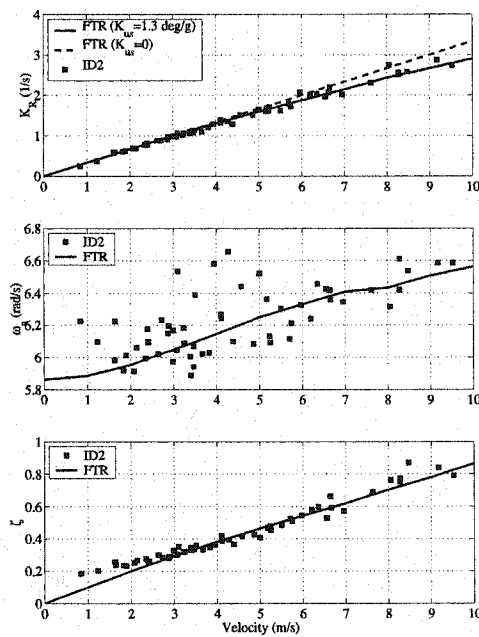 4
3
2
1
0
K_R (1/s)
FTR (K_us=1.3 deg/g)
FTR (K_us=0)
ID2
0 1 2 3 4 5 6 7 8 9 10
6.8
6.6
6.4
6.2
6
5.8
ω_d (rad/s)
ID2
FTR
0 1 2 3 4 5 6 7 8 9 10
1
0.8
0.6
0.4
0.2
0
ζ
ID2
FTR
0 1 2 3 4 5 6 7 8 9 10
Velocity (m/s)